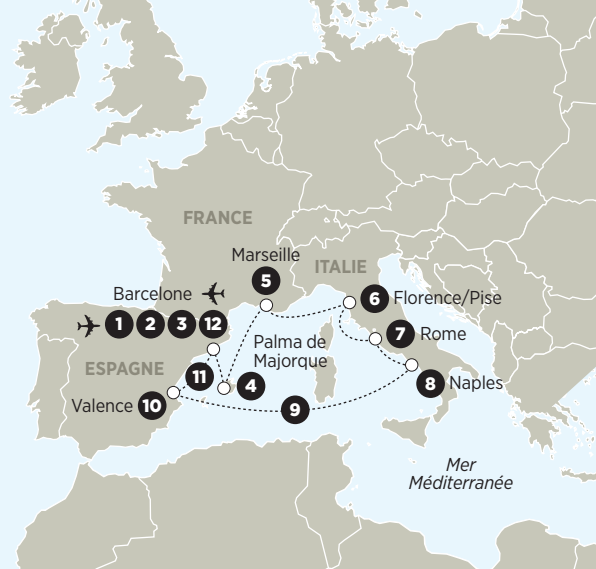 FRANCE
Marseille
5
ITALIE
Barcelone
1 2 3 12
6 Florence/Pise
7 Rome
Palma de
Majorque
ESPAGNE
11
4
8 Naples
Valence 10
9
Mer
Méditerranée